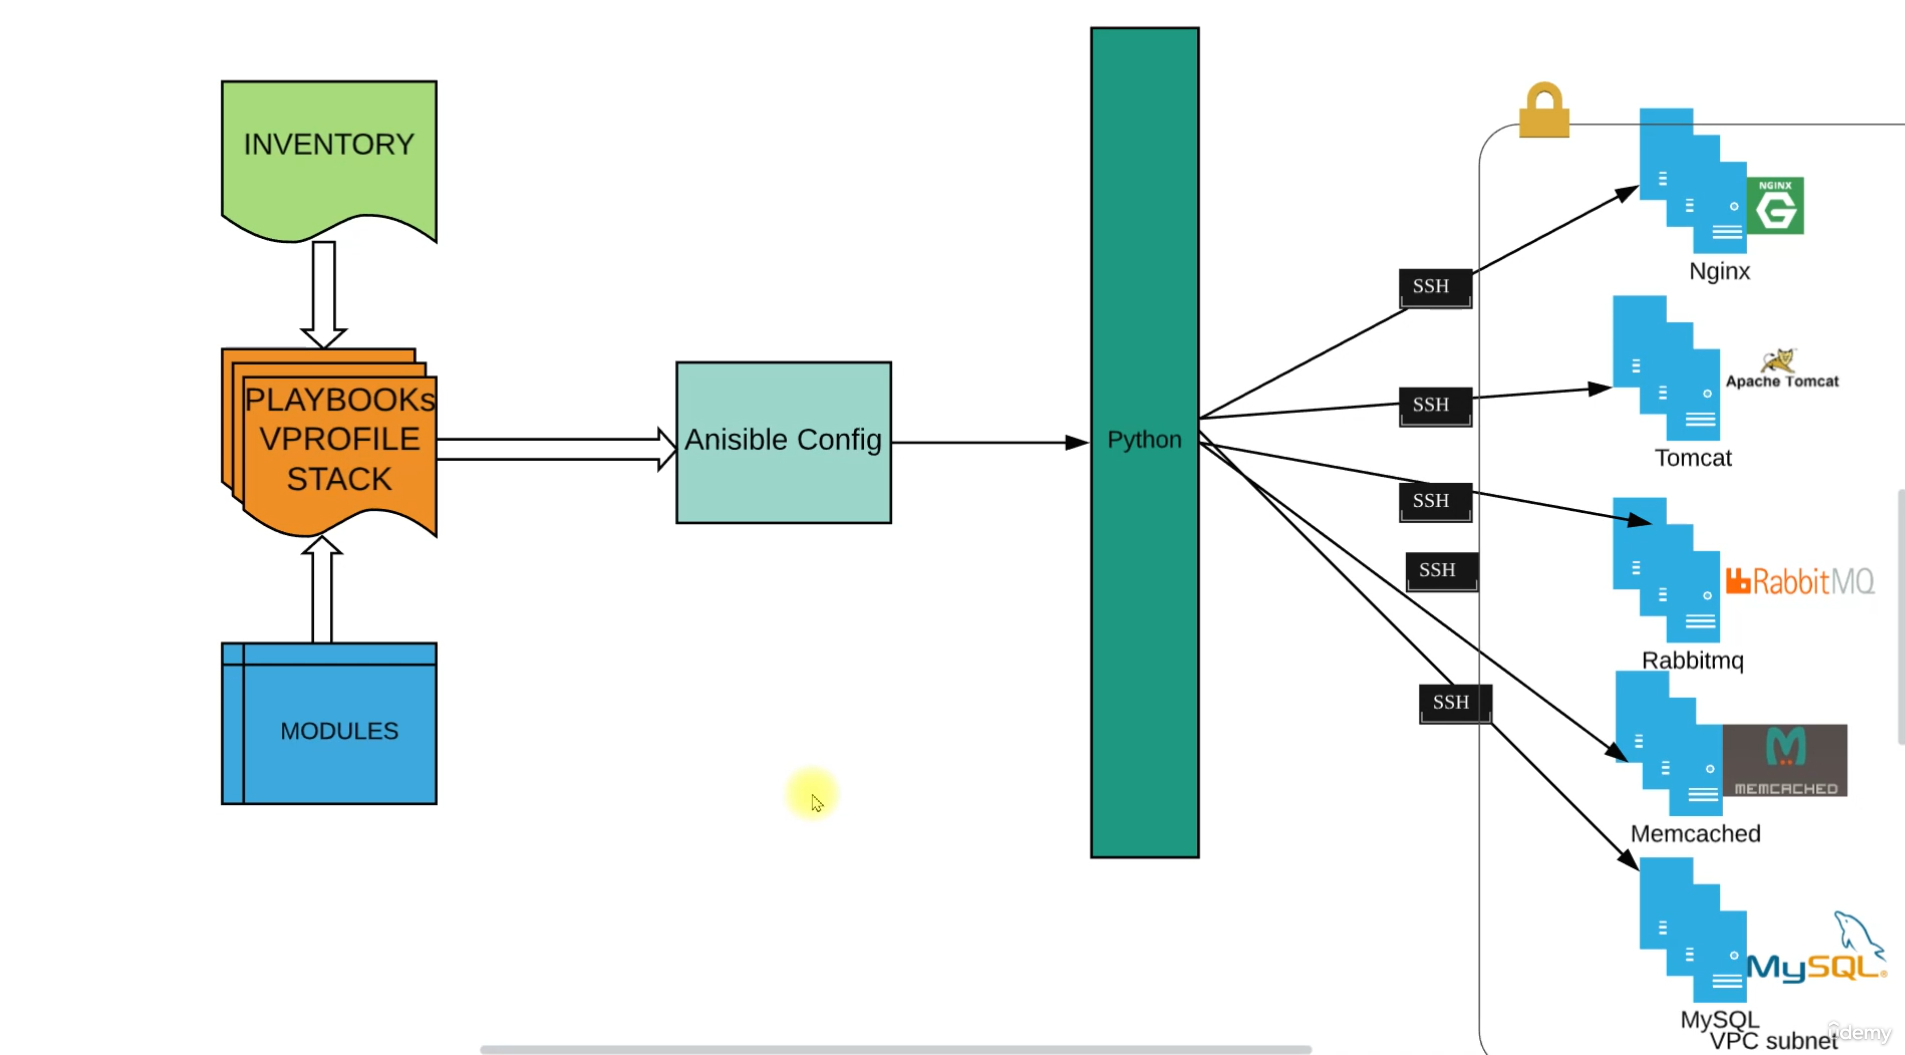 INVENTORY
PLAYBOOKs
VPROFILE
STACK
MODULES
Anisible Config
Python
SSH
SSH
SSH
SSH
SSH
NGINX
G
Nginx
Apache Tomcat
Tomcat
RabbitMQ
Rabbitmq
MEMCACHED
Memcached
MySQL
MySQL
VPC subnet
ûdemy